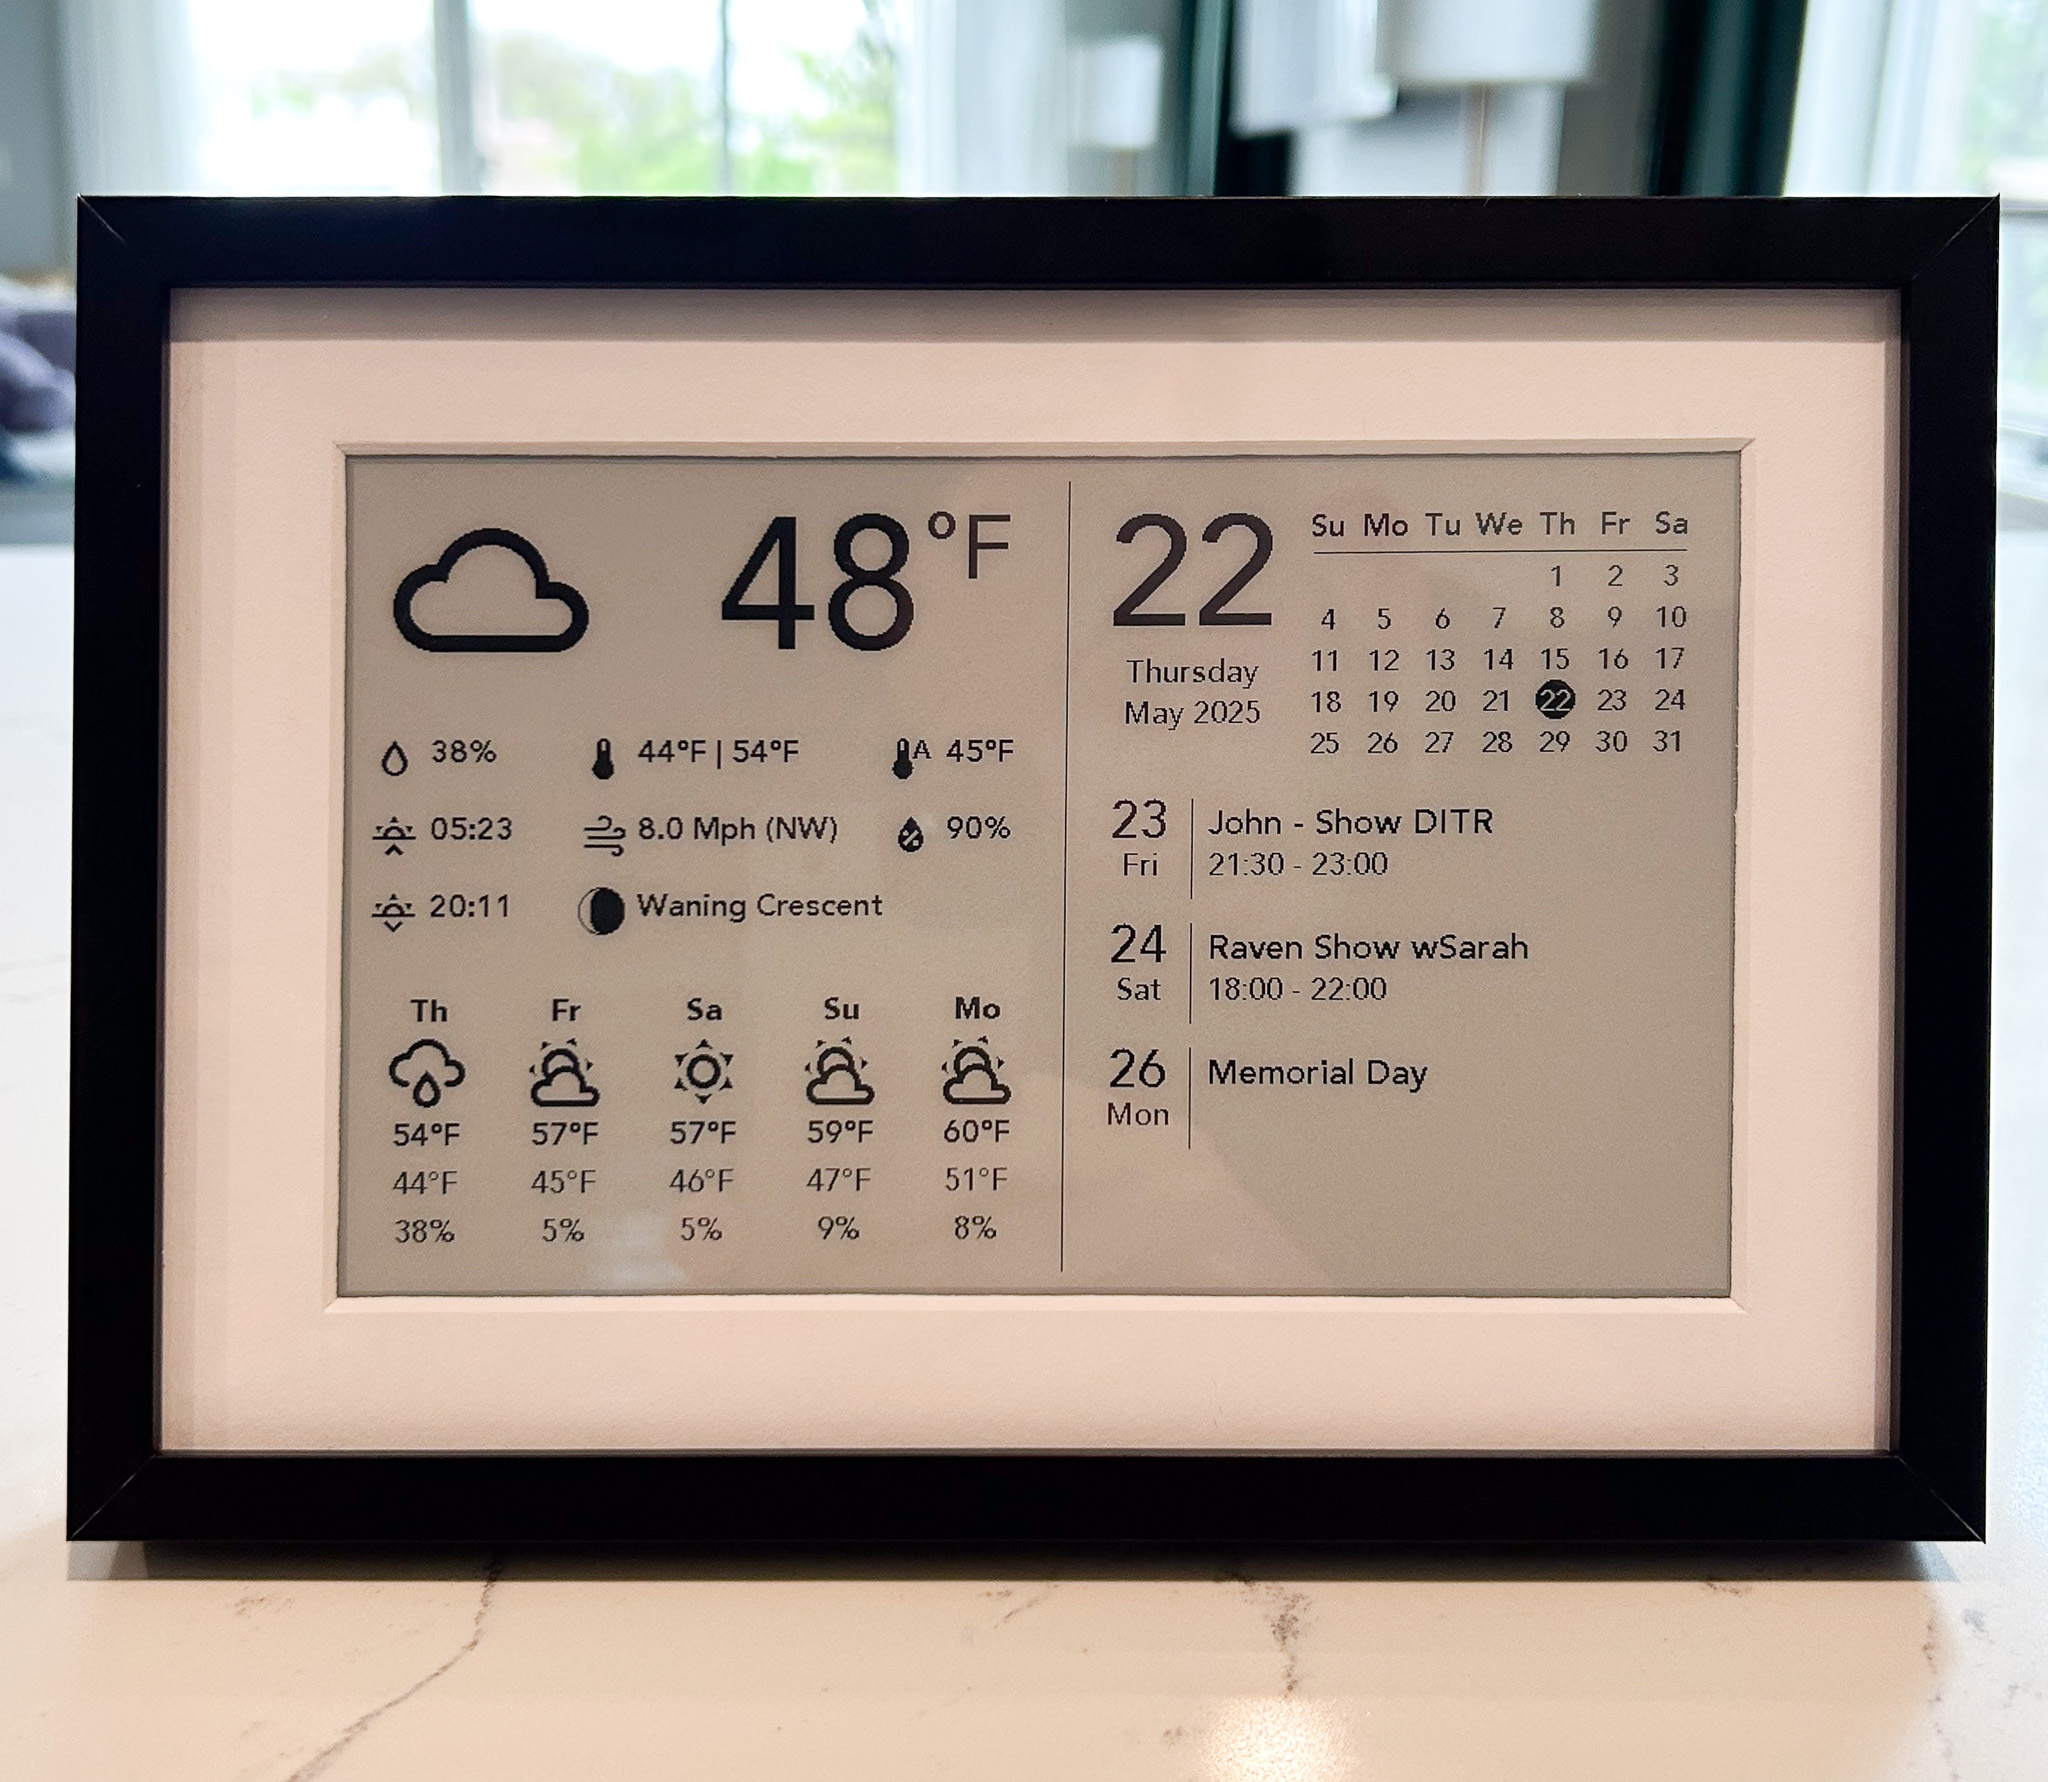 48°F
38% 44°F | 54°F A 45°F
05:23 8.0 Mph (NW) 90%
20:11 Waning Crescent
Th Fr Sa Su Mo
54°F 57°F 57°F 59°F 60°F
44°F 45°F 46°F 47°F 51°F
38% 5% 5% 9% 8%
22
Thursday
May 2025
Su Mo Tu We Th Fr Sa
1 2 3
4 5 6 7 8 9 10
11 12 13 14 15 16 17
18 19 20 21 22 23 24
25 26 27 28 29 30 31
23 John - Show DITR
Fri 21:30 - 23:00
24 Raven Show wSarah
Sat 18:00 - 22:00
26 Memorial Day
Mon